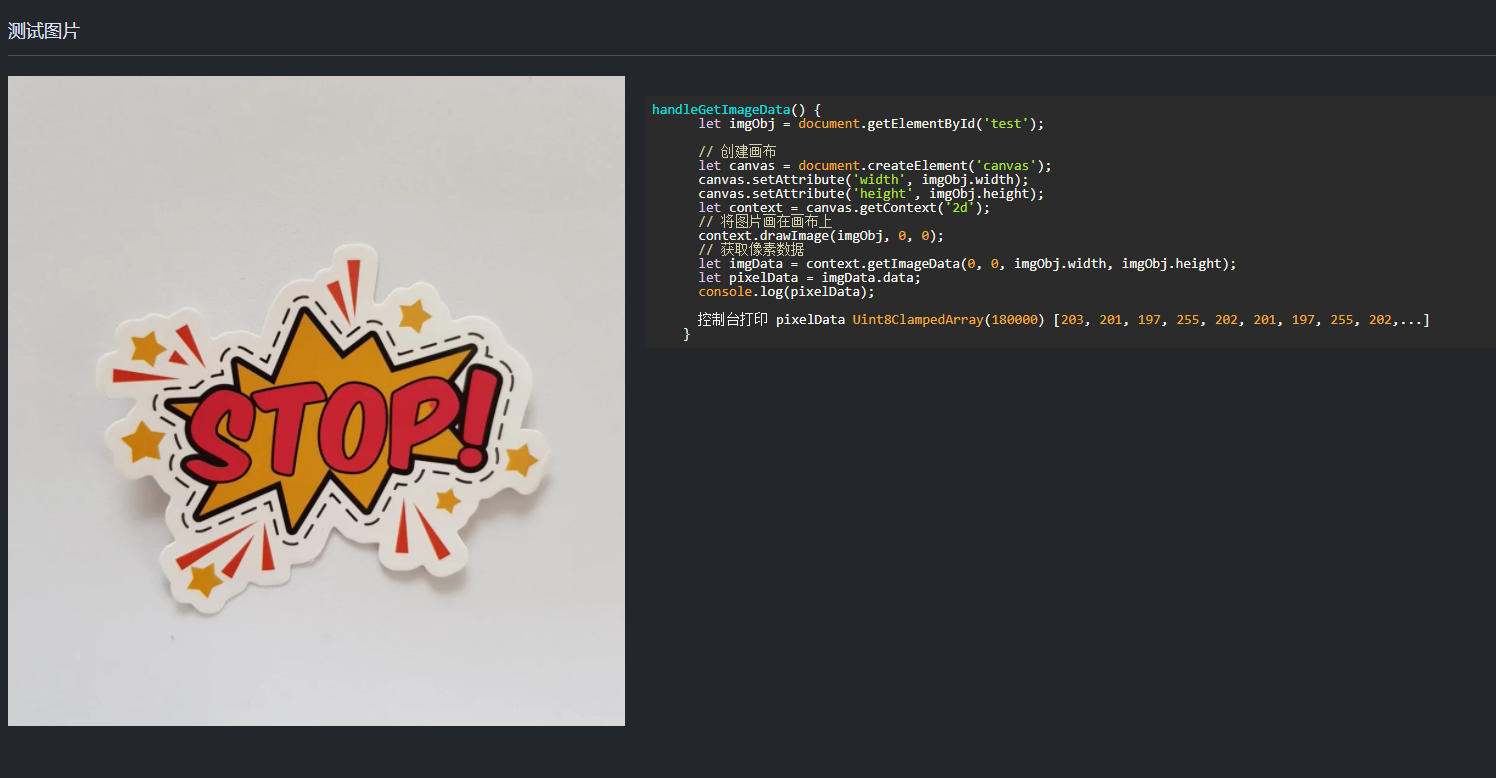 测试图片
STOP!
handleGetImageData() {
let imgObj = document.getElementById('test');
// 创建画布
let canvas = document.createElement('canvas');
canvas.setAttribute('width', imgObj.width);
canvas.setAttribute('height', imgObj.height);
let context = canvas.getContext('2d');
// 将图片画在画布上
context.drawImage(imgObj, 0, 0);
// 获取像素数据
let imgData = context.getImageData(0, 0, imgObj.width, imgObj.height);
let pixelData = imgData.data;
console.log(pixelData);
控制台打印 pixelData Uint8ClampedArray(180000) [203, 201, 197, 255, 202, 201, 197, 255, 202,...]
}